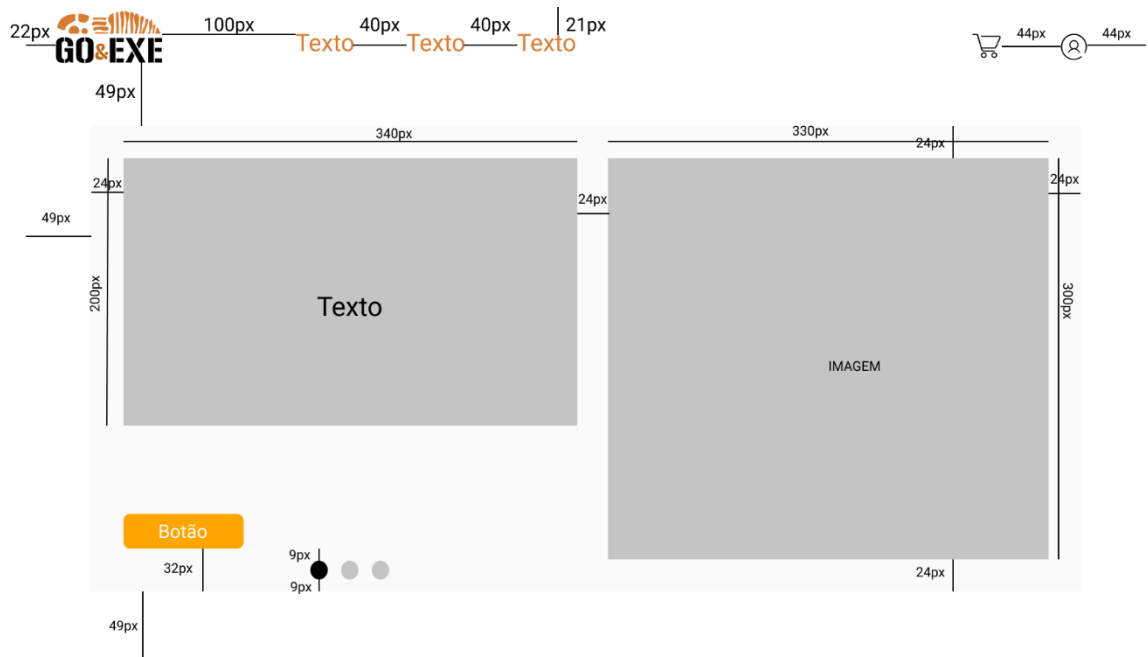 22px
GO&EXE
100px
Texto
40px
Texto
40px
Texto
21px
44px
44px
49px
340px
330px
24px
24px
24px
24px
49px
200px
Texto
300px
IMAGEM
Botão
32px
9px
9px
24px
49px